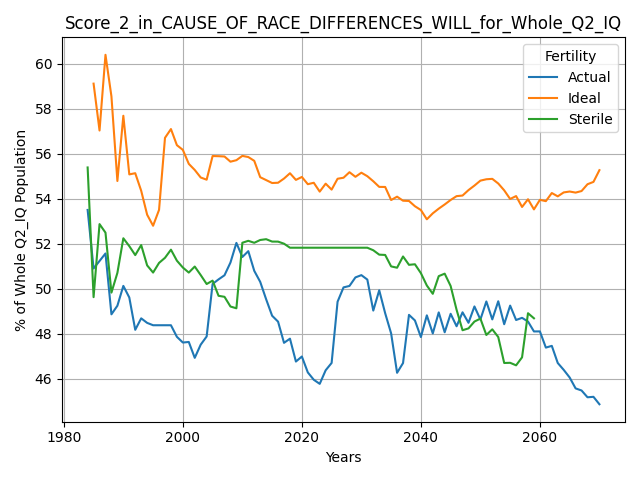 Score_2_in_CAUSE_OF_RACE_DIFFERENCES_WILL_for_Whole_Q2_IQ
Fertility
Actual
Ideal
Sterile
% of Whole Q2_IQ Population
60
58
56
54
52
50
48
46
1980
2000
2020
2040
2060
Years